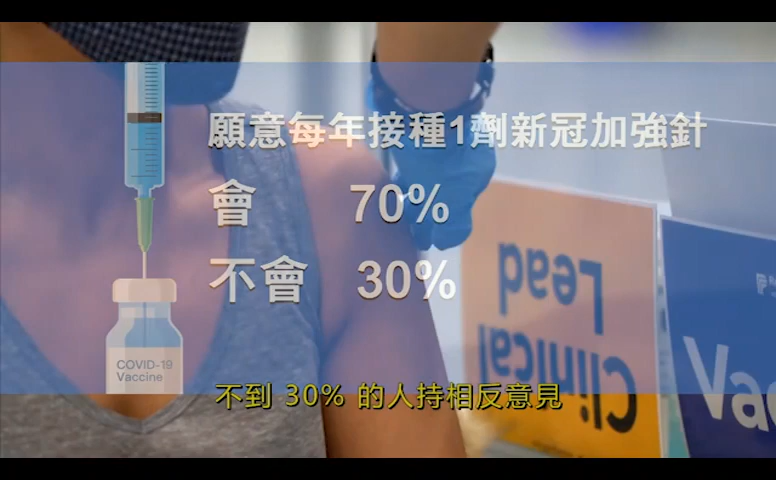 願意每年接種1劑新冠加強針
會 70%
不會 30%
COVID-19
Vaccine
Clinical
Lead
不到 30% 的人持相反意見